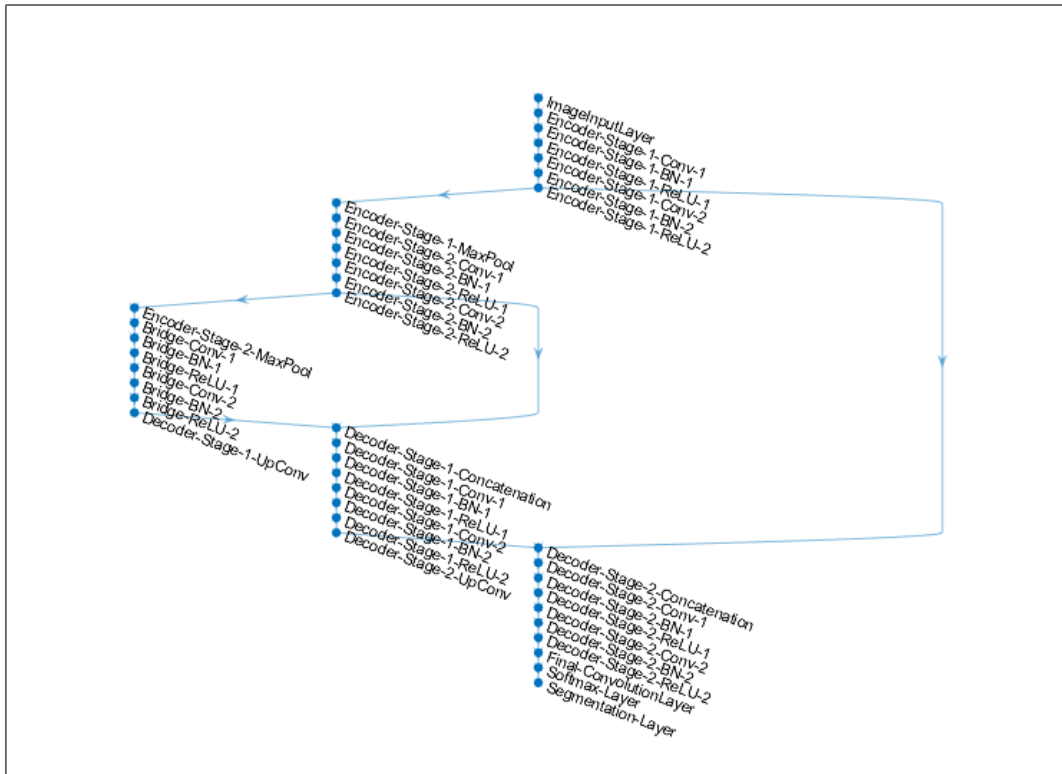 ImageInputLayer
Encoder-Stage-1-Conv-1
Encoder-Stage-1-BN-1
Encoder-Stage-1-ReLU-1
Encoder-Stage-1-Conv-2
Encoder-Stage-1-BN-2
Encoder-Stage-1-ReLU-2
Encoder-Stage-1-MaxPool
Encoder-Stage-2-Conv-1
Encoder-Stage-2-BN-1
Encoder-Stage-2-ReLU-1
Encoder-Stage-2-Conv-2
Encoder-Stage-2-BN-2
Encoder-Stage-2-ReLU-2
Encoder-Stage-2-MaxPool
Bridge-Conv-1
Bridge-BN-1
Bridge-ReLU-1
Bridge-Conv-2
Bridge-BN-2
Bridge-ReLU-2
Decoder-Stage-1-UpConv
Decoder-Stage-1-Concatenation
Decoder-Stage-1-Conv-1
Decoder-Stage-1-BN-1
Decoder-Stage-1-ReLU-1
Decoder-Stage-1-Conv-2
Decoder-Stage-1-BN-2
Decoder-Stage-1-ReLU-2
Decoder-Stage-2-UpConv
Decoder-Stage-2-Concatenation
Decoder-Stage-2-Conv-1
Decoder-Stage-2-BN-1
Decoder-Stage-2-ReLU-1
Decoder-Stage-2-Conv-2
Decoder-Stage-2-BN-2
Decoder-Stage-2-ReLU-2
Final-ConvolutionLayer
Softmax-Layer
Segmentation-Layer